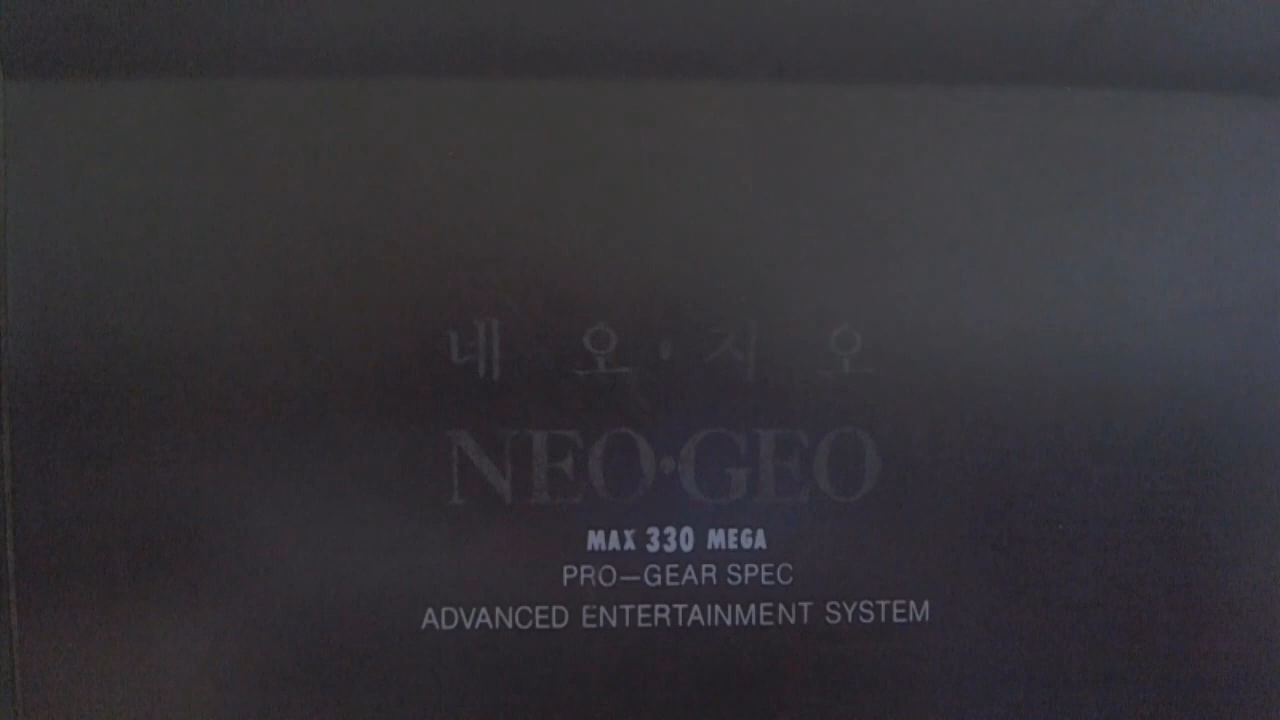 네 오·지 오
NEO·GEO
MAX 330 MEGA
PRO-GEAR SPEC
ADVANCED ENTERTAINMENT SYSTEM